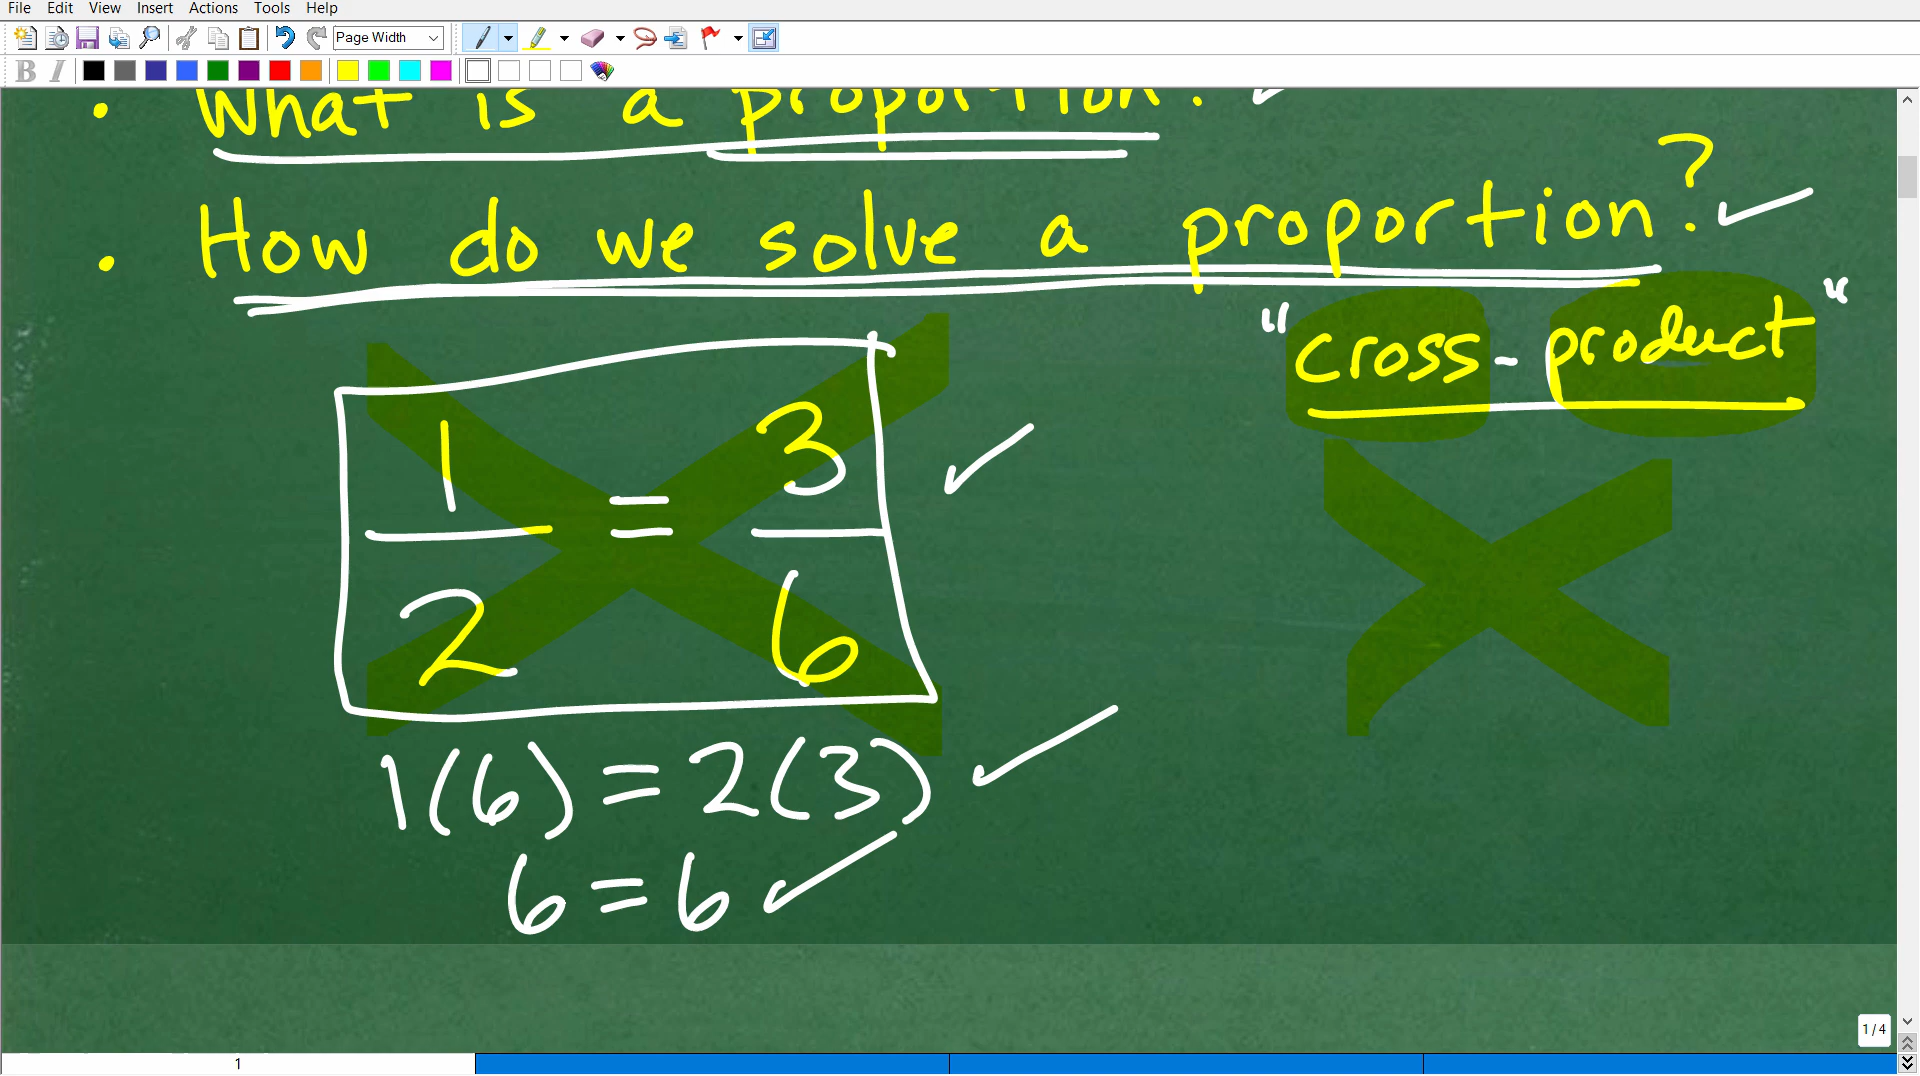 File Edit View Insert Actions Tools Help
Page Width
B I
• What is a proportion?
• How do we solve a proportion?
"cross-product"
1/2 = 3/6
1(6) = 2(3)
6 = 6
1 / 4
1